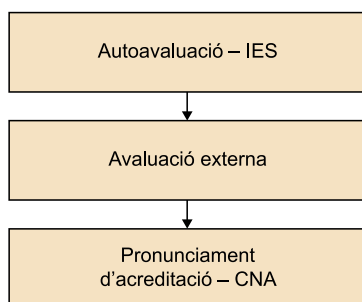 Autoavaluació – IES
Avaluació externa
Pronunciament
d’acreditació – CNA